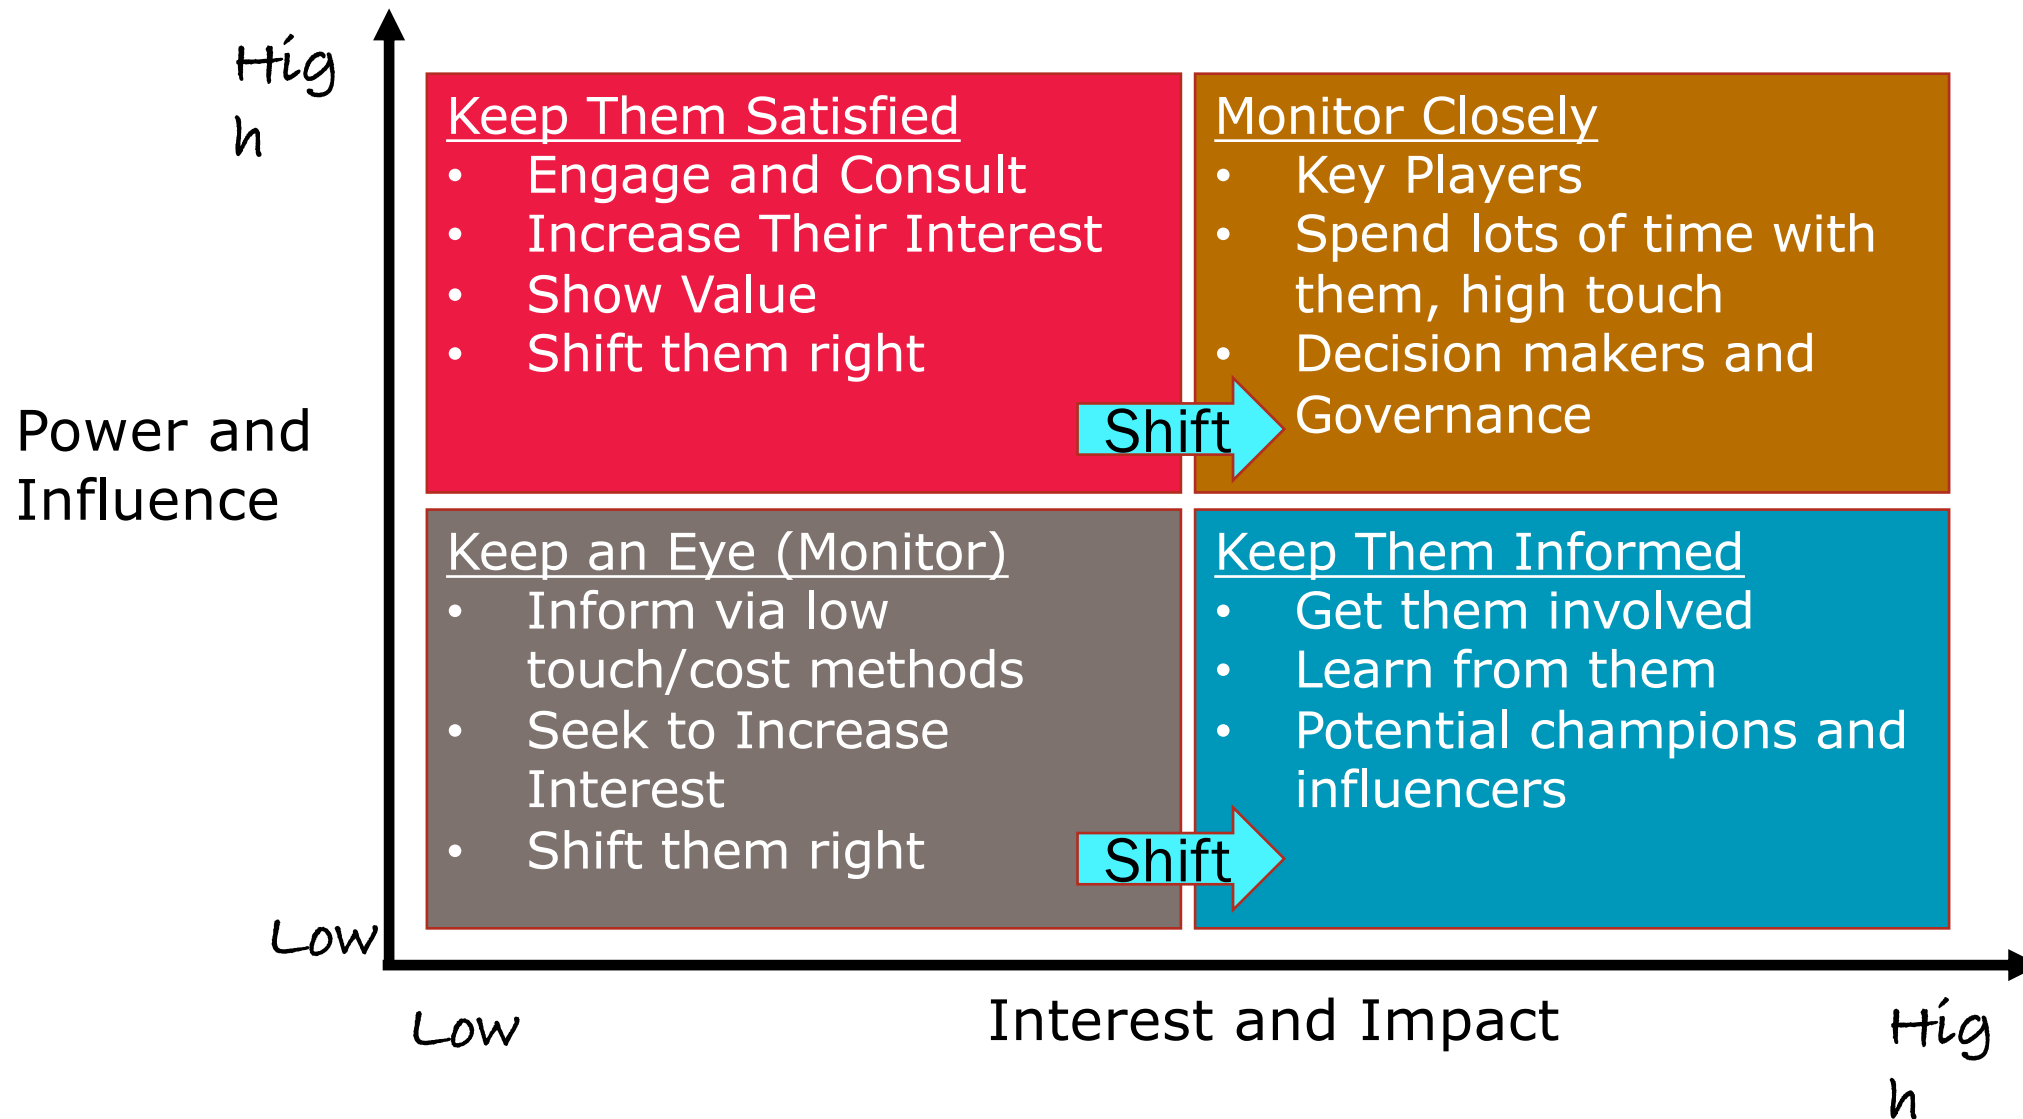 Hig
h
Keep Them Satisfied
• Engage and Consult
• Increase Their Interest
• Show Value
• Shift them right
Monitor Closely
• Key Players
• Spend lots of time with
them, high touch
• Decision makers and
Governance
Shift
Power and
Influence
Keep an Eye (Monitor)
• Inform via low
touch/cost methods
• Seek to Increase
Interest
• Shift them right
Keep Them Informed
• Get them involved
• Learn from them
• Potential champions and
influencers
Shift
Low
Low
Interest and Impact
Hig
h